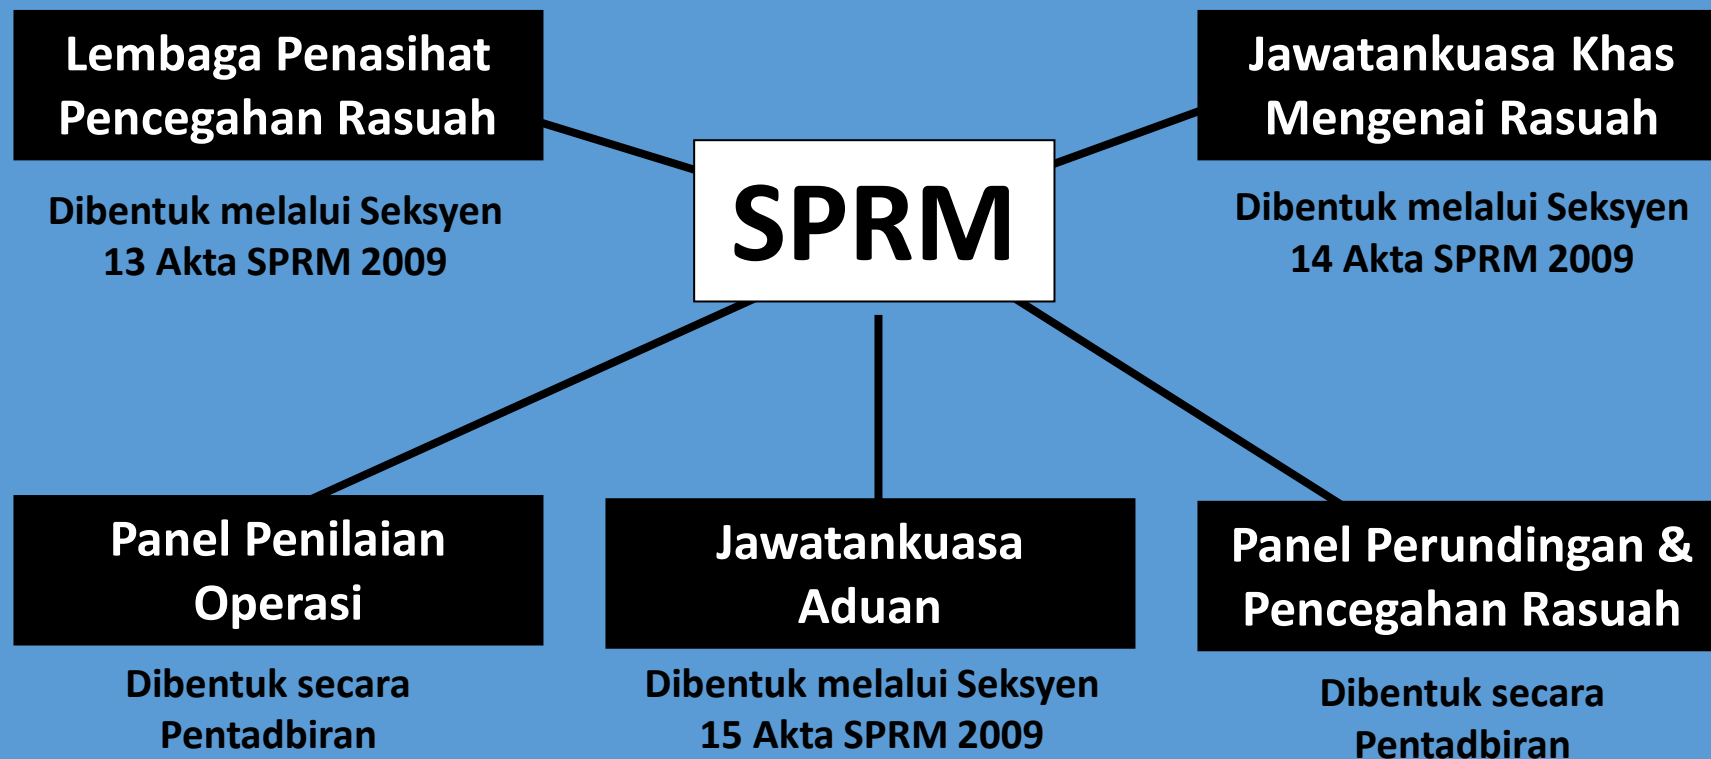 Lembaga Penasihat
Pencegahan Rasuah
Dibentuk melalui Seksyen
13 Akta SPRM 2009
SPRM
Jawatankuasa Khas
Mengenai Rasuah
Dibentuk melalui Seksyen
14 Akta SPRM 2009
Panel Penilaian
Operasi
Dibentuk secara
Pentadbiran
Jawatankuasa
Aduan
Dibentuk melalui Seksyen
15 Akta SPRM 2009
Panel Perundingan &
Pencegahan Rasuah
Dibentuk secara
Pentadbiran